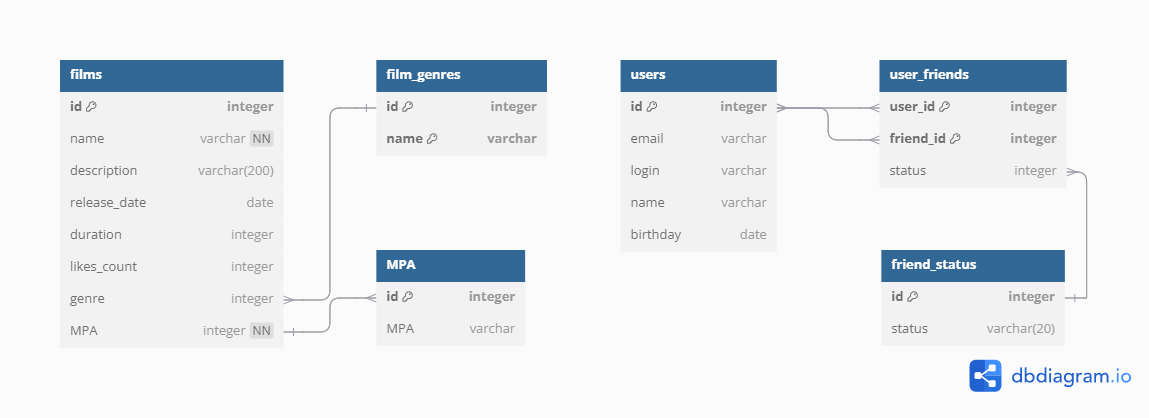 films
id integer
name varchar NN
description varchar(200)
release_date date
duration integer
likes_count integer
genre integer
MPA integer NN
film_genres
id integer
name varchar
MPA
id integer
MPA varchar
users
id integer
email varchar
login varchar
name varchar
birthday date
user_friends
user_id integer
friend_id integer
status integer
friend_status
id integer
status varchar(20)
dbdiagram.io